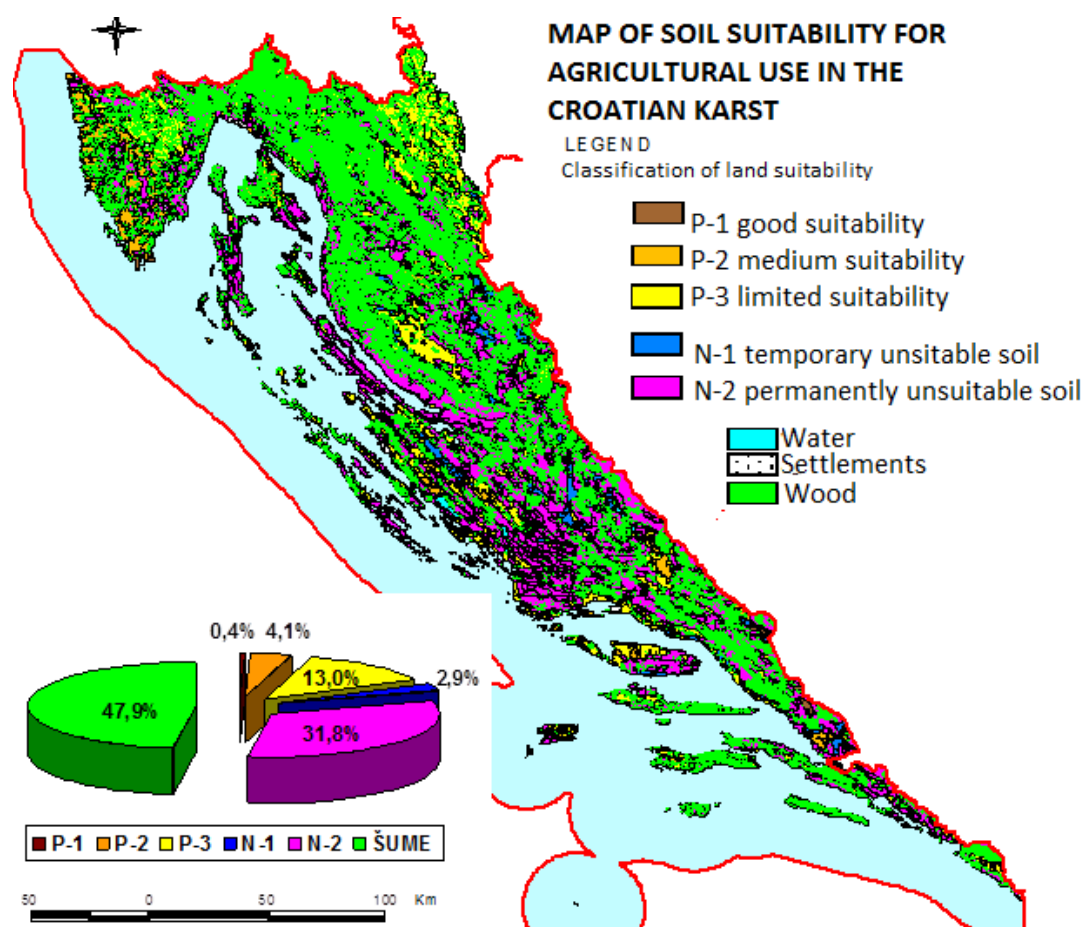 MAP OF SOIL SUITABILITY FOR
AGRICULTURAL USE IN THE
CROATIAN KARST
LEGEND
Classification of land suitability
P-1 good suitability
P-2 medium suitability
P-3 limited suitability
N-1 temporary unsitable soil
N-2 permanently unsuitable soil
Water
Settlements
Wood
0,4% 4,1%
13,0% 2,9%
47,9%
31,8%
P-1 P-2 P-3 N-1 N-2 ŠUME
50 0 50 100 Km